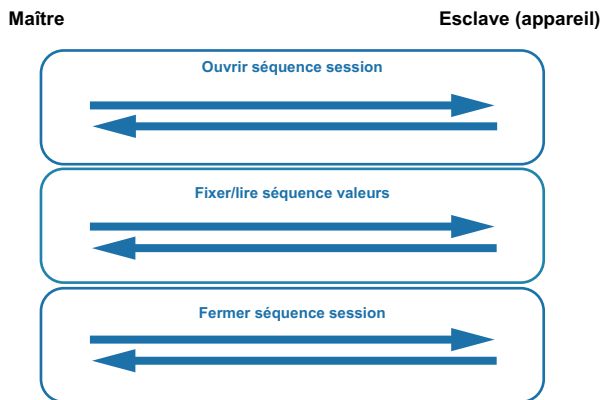 Maître
Esclave (appareil)
Ouvrir séquence session
Fixer/lire séquence valeurs
Fermer séquence session